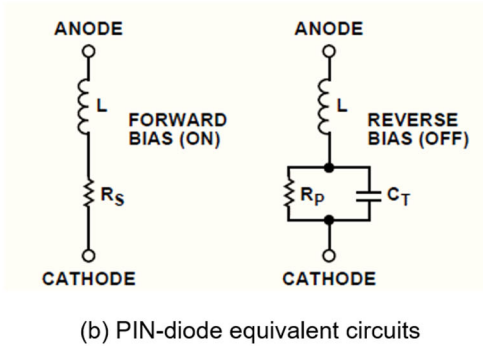 ANODE
L
FORWARD
BIAS (ON)
RS
CATHODE
ANODE
L
REVERSE
BIAS (OFF)
RP
CT
CATHODE
(b) PIN-diode equivalent circuits